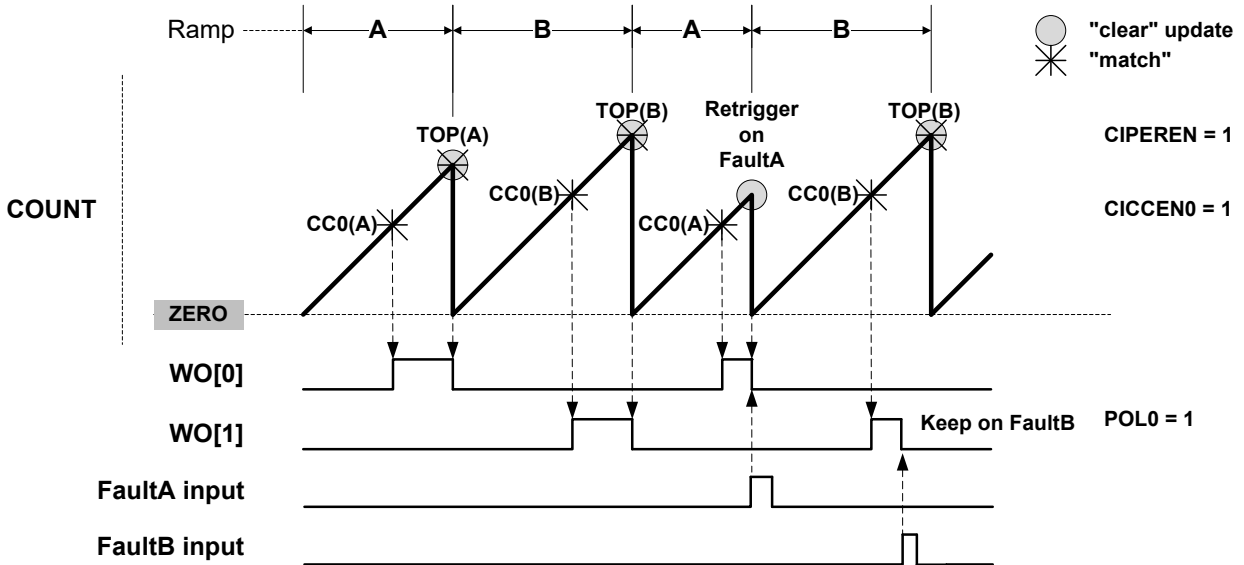 Ramp A B A B
"clear" update
"match"
TOP(A) TOP(B) Retrigger on FaultA TOP(B)
CIPEREN = 1
COUNT CC0(A) CC0(B) CC0(A) CC0(B) CICCEN0 = 1
ZERO
WO[0]
WO[1] Keep on FaultB POL0 = 1
FaultA input
FaultB input